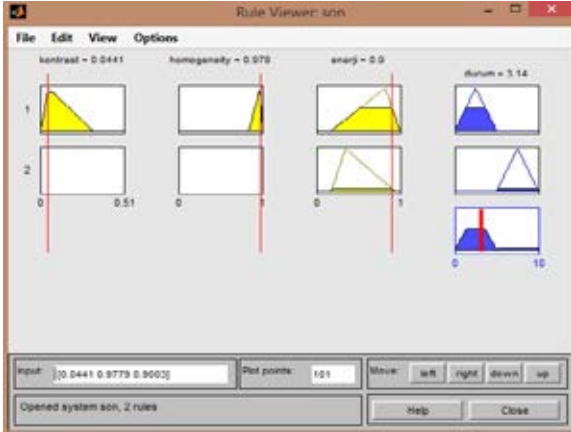 Rule Viewer: son
File Edit View Options
kontrast = 0.0441 homogeneity = 0.978 enerji = 0.9 durum = 3.14
1
2
0 0.51 0 1 0 1
0 10
Input: [0.0441 0.9779 0.9003] Plot points: 101 Move: left right down up
Opened system son, 2 rules Help Close